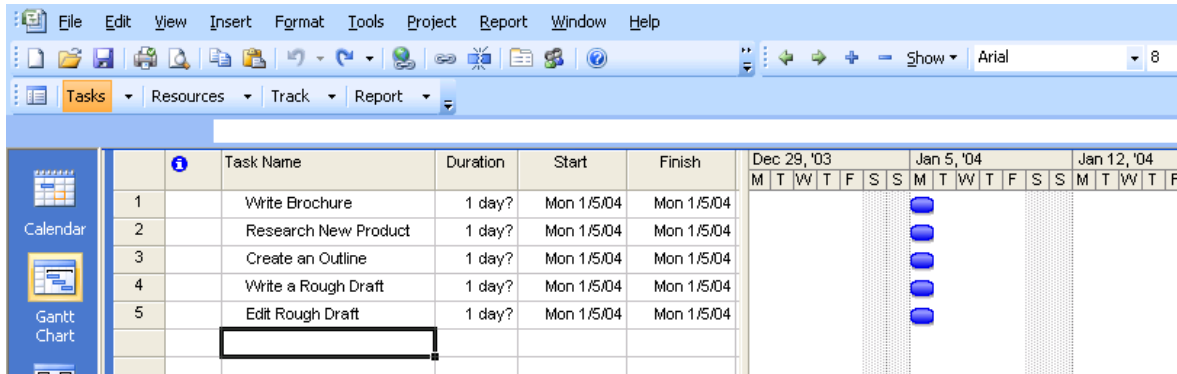 File Edit View Insert Format Tools Project Report Window Help
Show Arial 8
Tasks Resources Track Report
Task Name Duration Start Finish Dec 29, '03 Jan 5, '04 Jan 12, '04
M T W T F S S M T W T F S S M T W T F
1 Write Brochure 1 day? Mon 1/5/04 Mon 1/5/04
Calendar 2 Research New Product 1 day? Mon 1/5/04 Mon 1/5/04
3 Create an Outline 1 day? Mon 1/5/04 Mon 1/5/04
4 Write a Rough Draft 1 day? Mon 1/5/04 Mon 1/5/04
Gantt 5 Edit Rough Draft 1 day? Mon 1/5/04 Mon 1/5/04
Chart